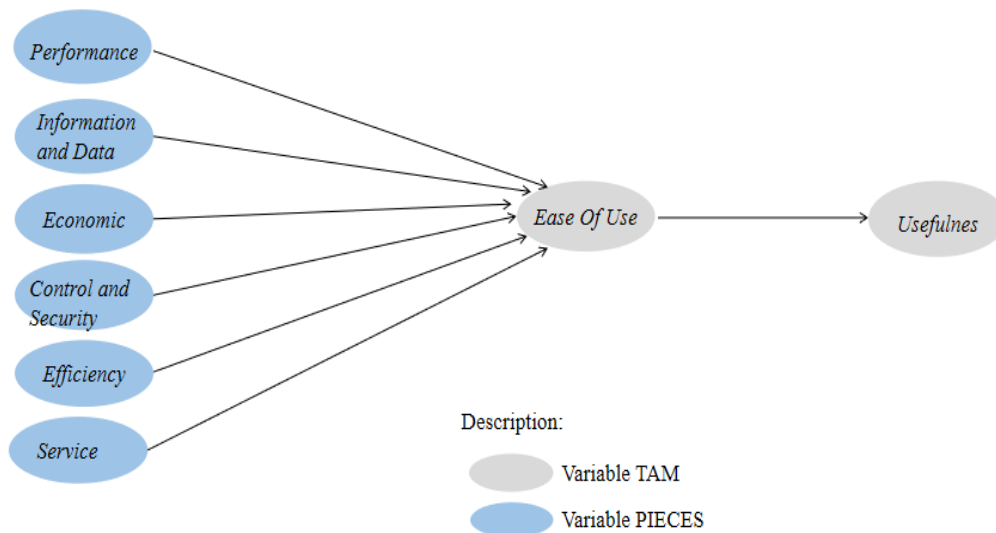 Performance
Information
and Data
Economic
Control and
Security
Efficiency
Service
Ease Of Use
Usefulnes
Description:
Variable TAM
Variable PIECES